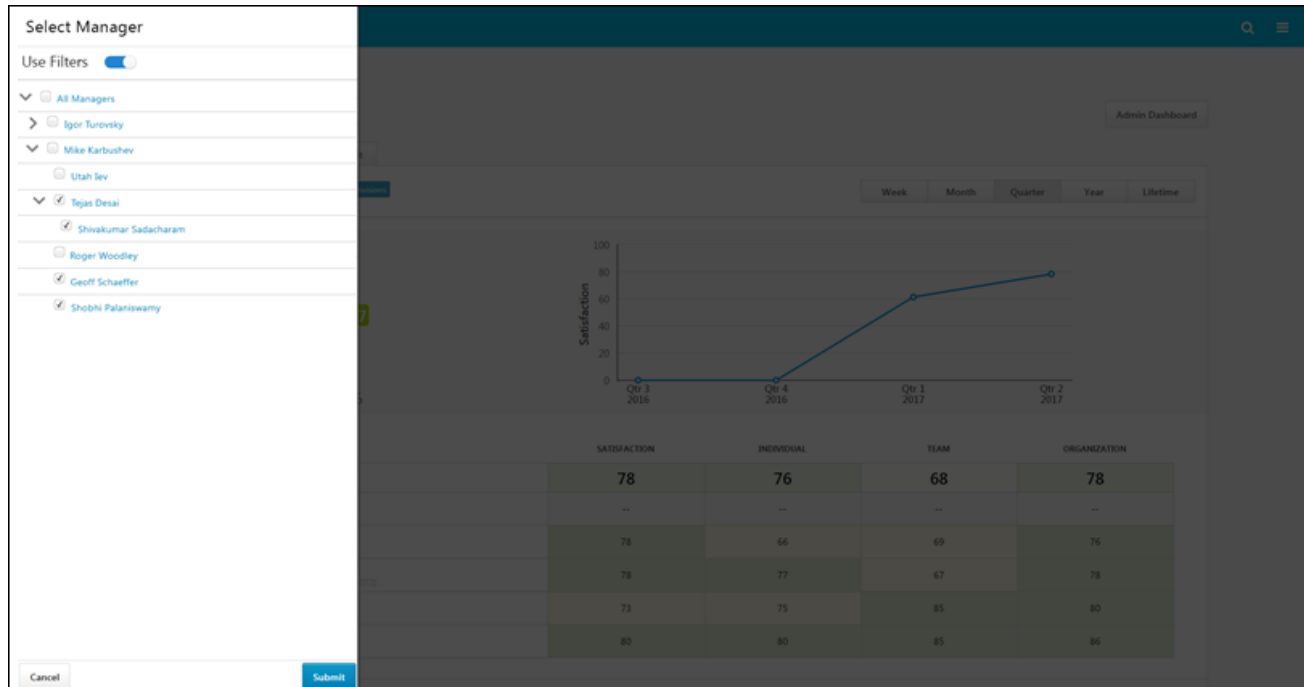 Select Manager
Use Filters
All Managers
Igor Turovsky
Mike Karbushev
Utah Iev
Tejas Desai
Shivakumar Sadacharam
Roger Woodley
Geoff Schaeffer
Shobhi Palaniswamy
Cancel Submit
Admin Dashboard
Week Month Quarter Year Lifetime
7
Satisfaction
100
80
60
40
20
0
Qtr 3 Qtr 4 Qtr 1 Qtr 2
2016 2016 2017 2017
SATISFACTION INDIVIDUAL TEAM ORGANIZATION
78 76 68 78
-- -- -- --
78 66 69 76
78 77 67 78
73 75 85 80
80 80 85 86